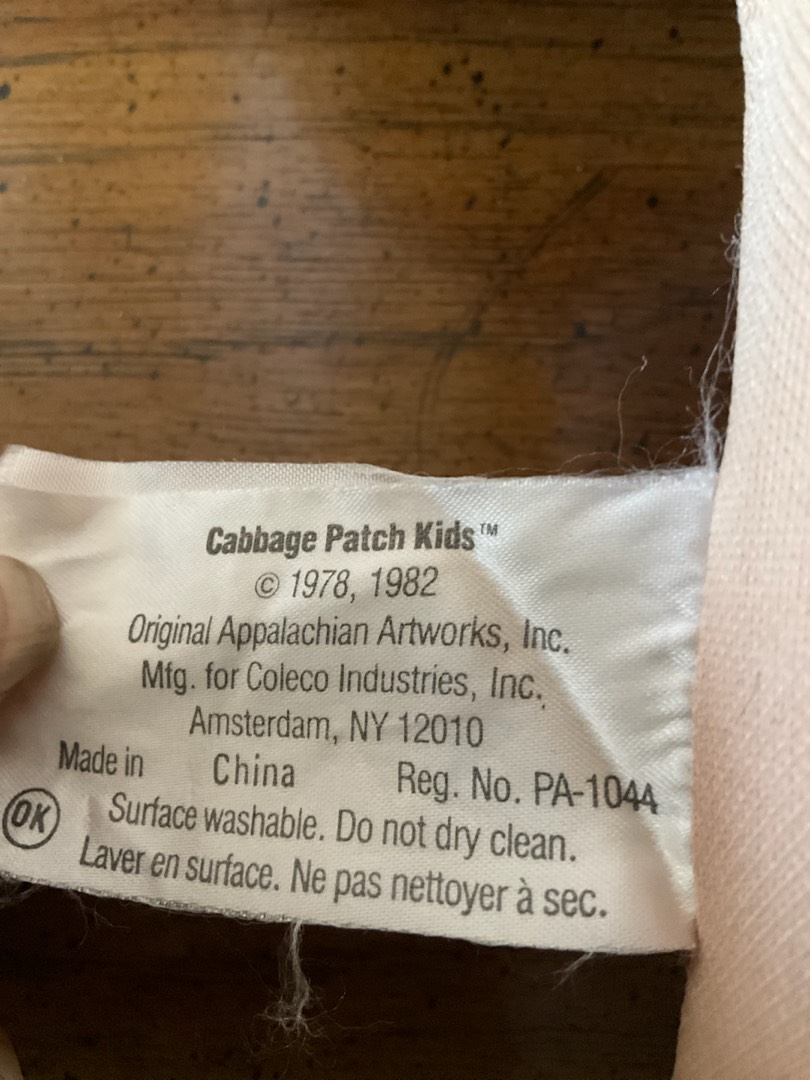 Cabbage Patch Kids™
© 1978, 1982
Original Appalachian Artworks, Inc.
Mfg. for Coleco Industries, Inc.
Amsterdam, NY 12010
Made in China Reg. No. PA-1044
OK Surface washable. Do not dry clean.
Laver en surface. Ne pas nettoyer à sec.